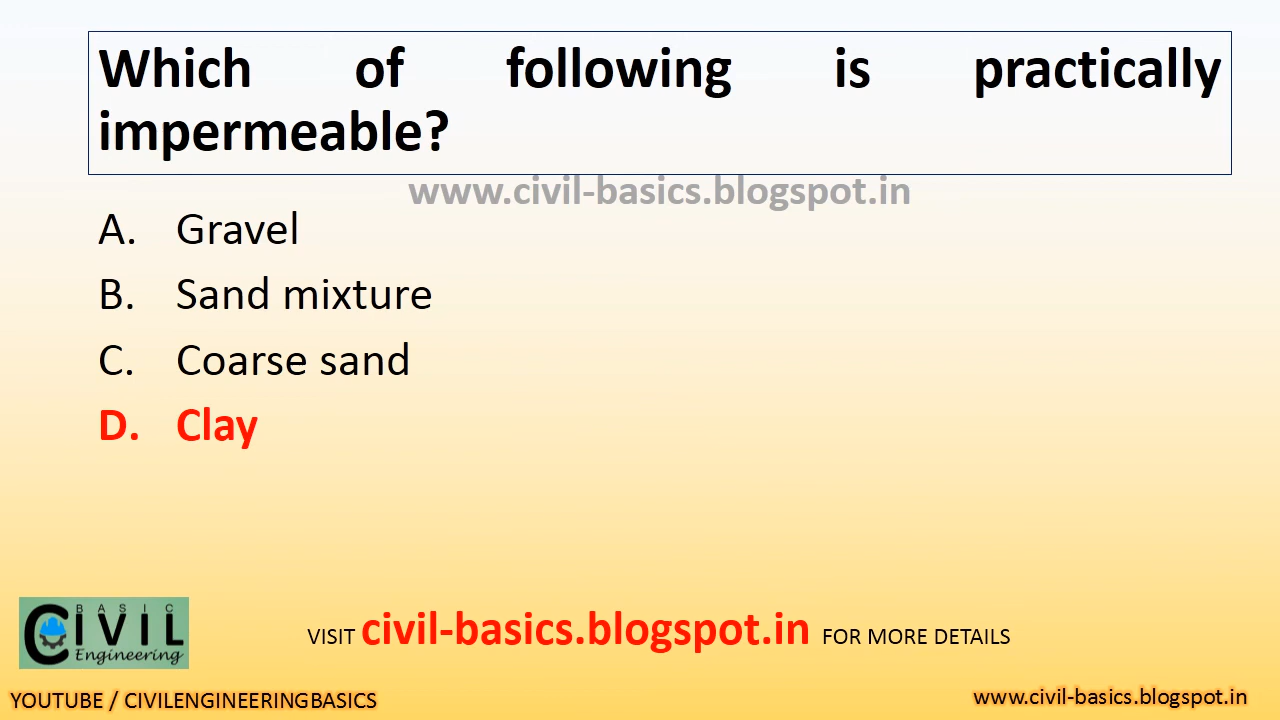 Which of following is practically
impermeable?
www.civil-basics.blogspot.in
A. Gravel
B. Sand mixture
C. Coarse sand
D. Clay
BASIC
CIVIL
Engineering
VISIT civil-basics.blogspot.in FOR MORE DETAILS
YOUTUBE / CIVILENGINEERINGBASICS
www.civil-basics.blogspot.in